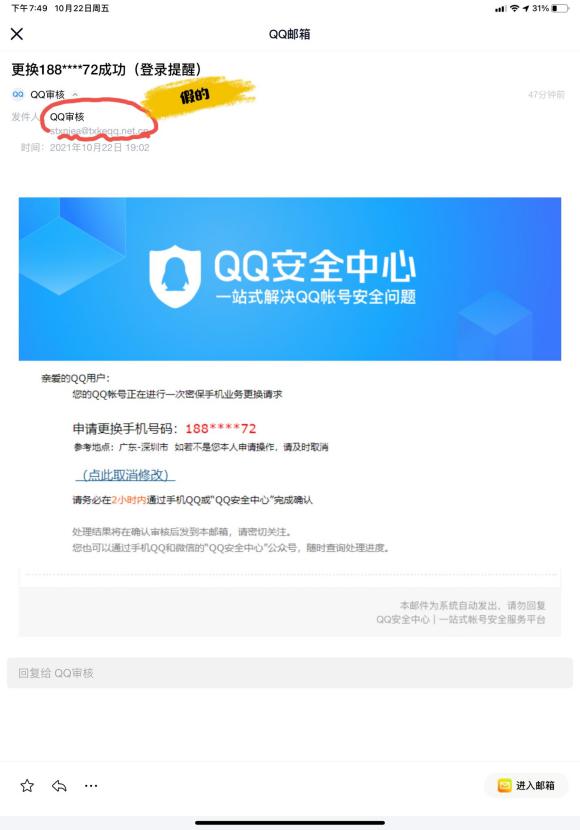 下午7:49 10月22日周五
31%
QQ邮箱
更换188****72成功（登录提醒）
QQ QQ审核
47分钟前
假的
发件人 QQ审核
stxniea@txkeqq.net.cn
时间：2021年10月22日 19:02
QQ安全中心
一站式解决QQ帐号安全问题
亲爱的QQ用户：
您的QQ帐号正在进行一次密保手机业务更换请求
申请更换手机号码：188****72
参考地点：广东-深圳市 如若不是您本人申请操作，请及时取消
（点此取消修改）
请务必在2小时内通过手机QQ或“QQ安全中心”完成确认
处理结果将在确认审核后发到本邮箱，请密切关注。
您也可以通过手机QQ和微信的“QQ安全中心”公众号，随时查询处理进度。
本邮件为系统自动发出，请勿回复
QQ安全中心 | 一站式帐号安全服务平台
回复给 QQ审核
进入邮箱